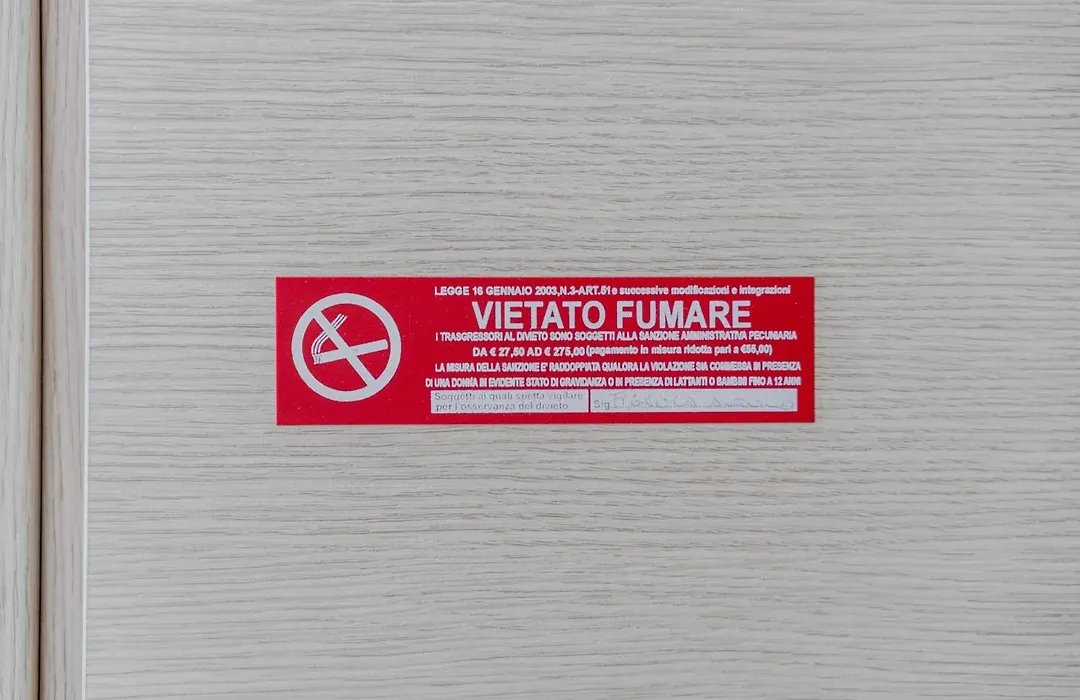 LEGGE 16 GENNAIO 2003,N.3-ART.51e successive modificazioni e integrazioni
VIETATO FUMARE
I TRASGRESSORI AL DIVIETO SONO SOGGETTI ALLA SANZIONE AMMINISTRATIVA PECUNIARIA
DA € 27,50 AD € 275,00 (pagamento in misura ridotta pari a €55,00)
LA MISURA DELLA SANZIONE E' RADDOPPIATA QUALORA LA VIOLAZIONE SIA COMMESSA IN PRESENZA
DI UNA DONNA IN EVIDENTE STATO DI GRAVIDANZA O IN PRESENZA DI LATTANTI O BAMBINI FINO A 12 ANNI
Soggetti ai quali spetta vigilare
per l'osservanza del divieto
Sig.